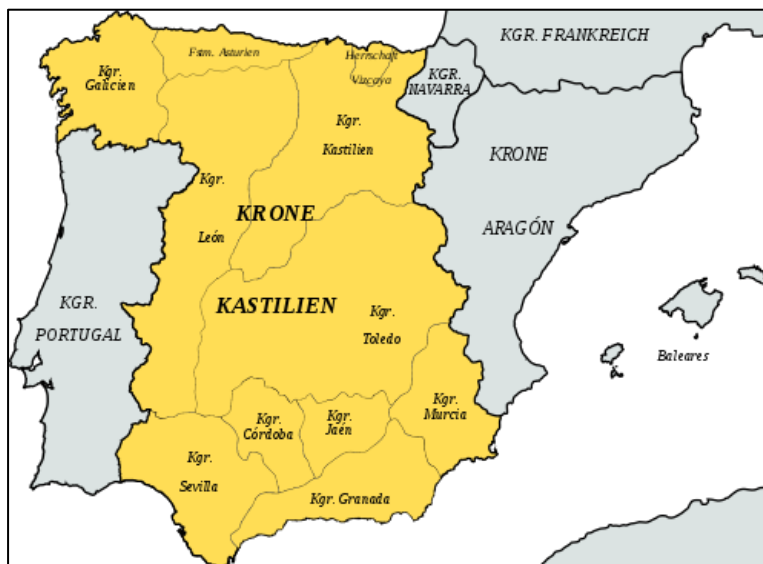 KGR. FRANKREICH
Fstm. Asturien
Herrschaft
Vizcaya
Kgr.
Galicien
KGR.
NAVARRA
Kgr.
Kastilien
KRONE
ARAGÓN
Kgr.
León
KRONE
KASTILIEN
KGR.
PORTUGAL
Kgr.
Toledo
Baleares
Kgr.
Murcia
Kgr.
Córdoba
Kgr.
Jaén
Kgr.
Sevilla
Kgr. Granada